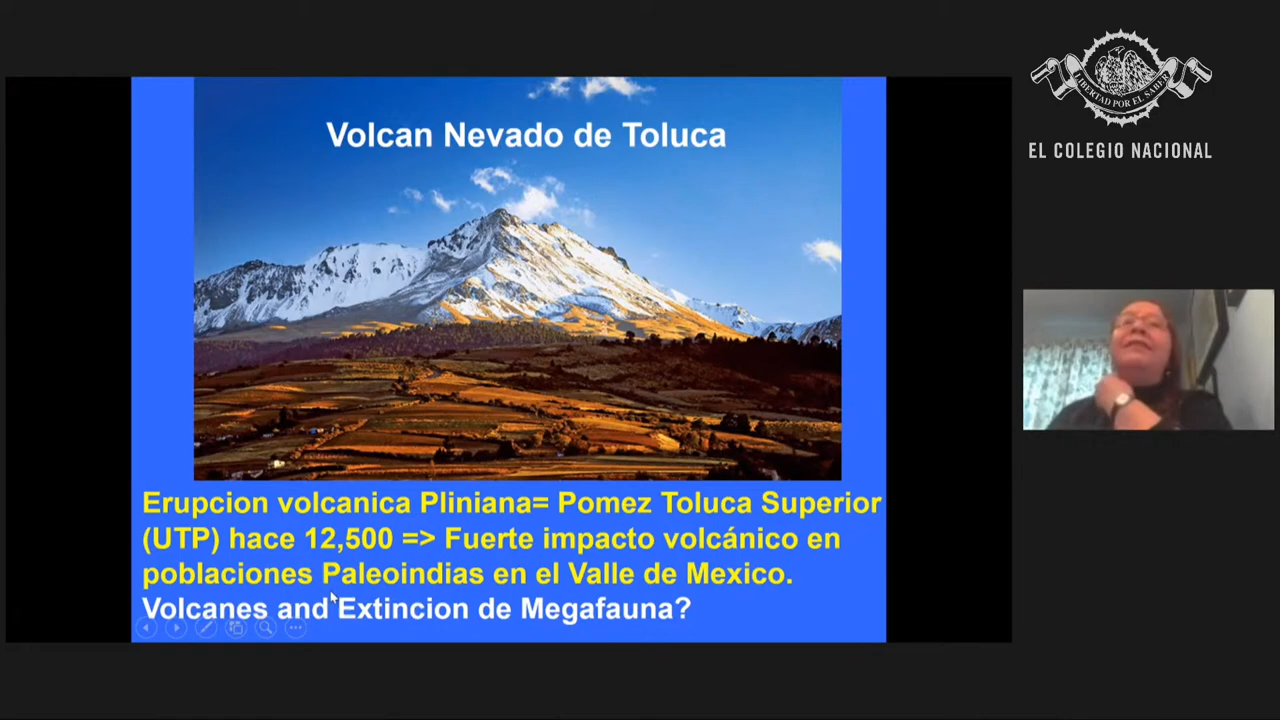 Volcan Nevado de Toluca
Erupcion volcanica Pliniana= Pomez Toluca Superior
(UTP) hace 12,500 => Fuerte impacto volcánico en
poblaciones Paleoindias en el Valle de Mexico.
Volcanes and Extincion de Megafauna?
LIBERTAD POR EL SABER
EL COLEGIO NACIONAL